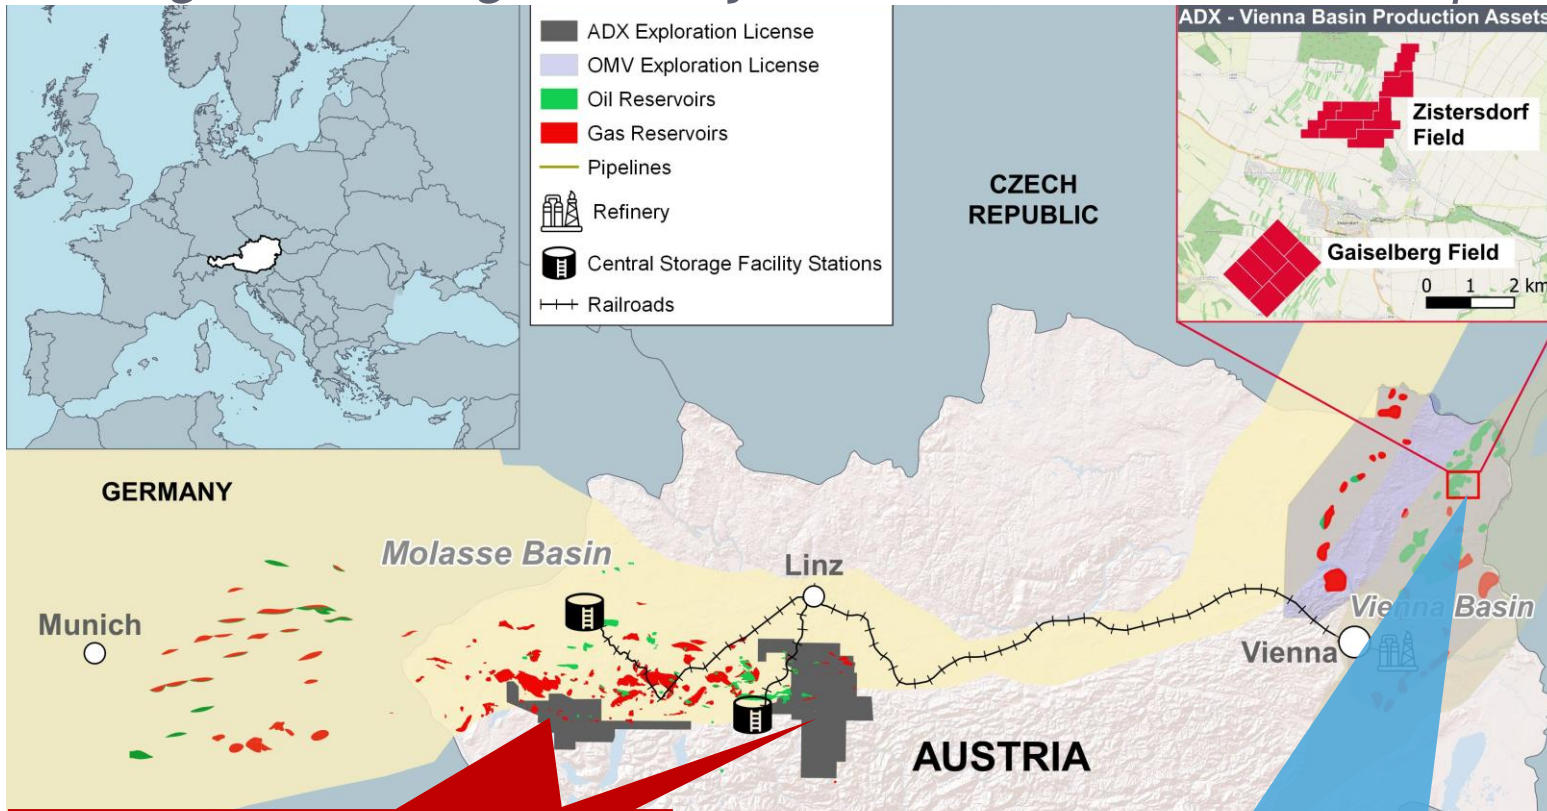 ADX Exploration License
OMV Exploration License
Oil Reservoirs
Gas Reservoirs
Pipelines
Refinery
Central Storage Facility Stations
Railroads
ADX - Vienna Basin Production Assets
Zistersdorf
Field
Gaiselberg Field
0 1 2 km
CZECH
REPUBLIC
GERMANY
Molasse Basin
Linz
Munich
Vienna Basin
Vienna
AUSTRIA